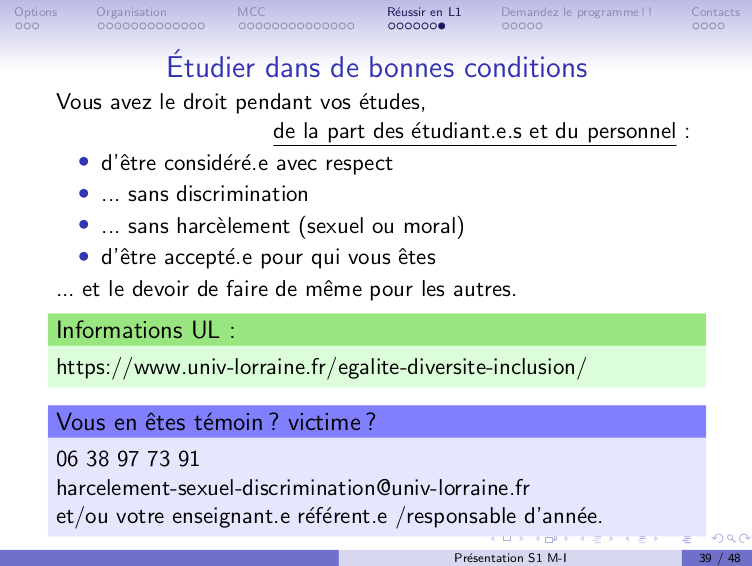 Options Organisation MCC Réussir en L1 Demandez le programme!! Contacts
Étudier dans de bonnes conditions
Vous avez le droit pendant vos études,
de la part des étudiant.e.s et du personnel :
• d'être considéré.e avec respect
• ... sans discrimination
• ... sans harcèlement (sexuel ou moral)
• d'être accepté.e pour qui vous êtes
... et le devoir de faire de même pour les autres.
Informations UL :
https://www.univ-lorraine.fr/egalite-diversite-inclusion/
Vous en êtes témoin ? victime ?
06 38 97 73 91
harcelement-sexuel-discrimination@univ-lorraine.fr
et/ou votre enseignant.e référent.e /responsable d'année.
Présentation S1 M-I 39 / 48